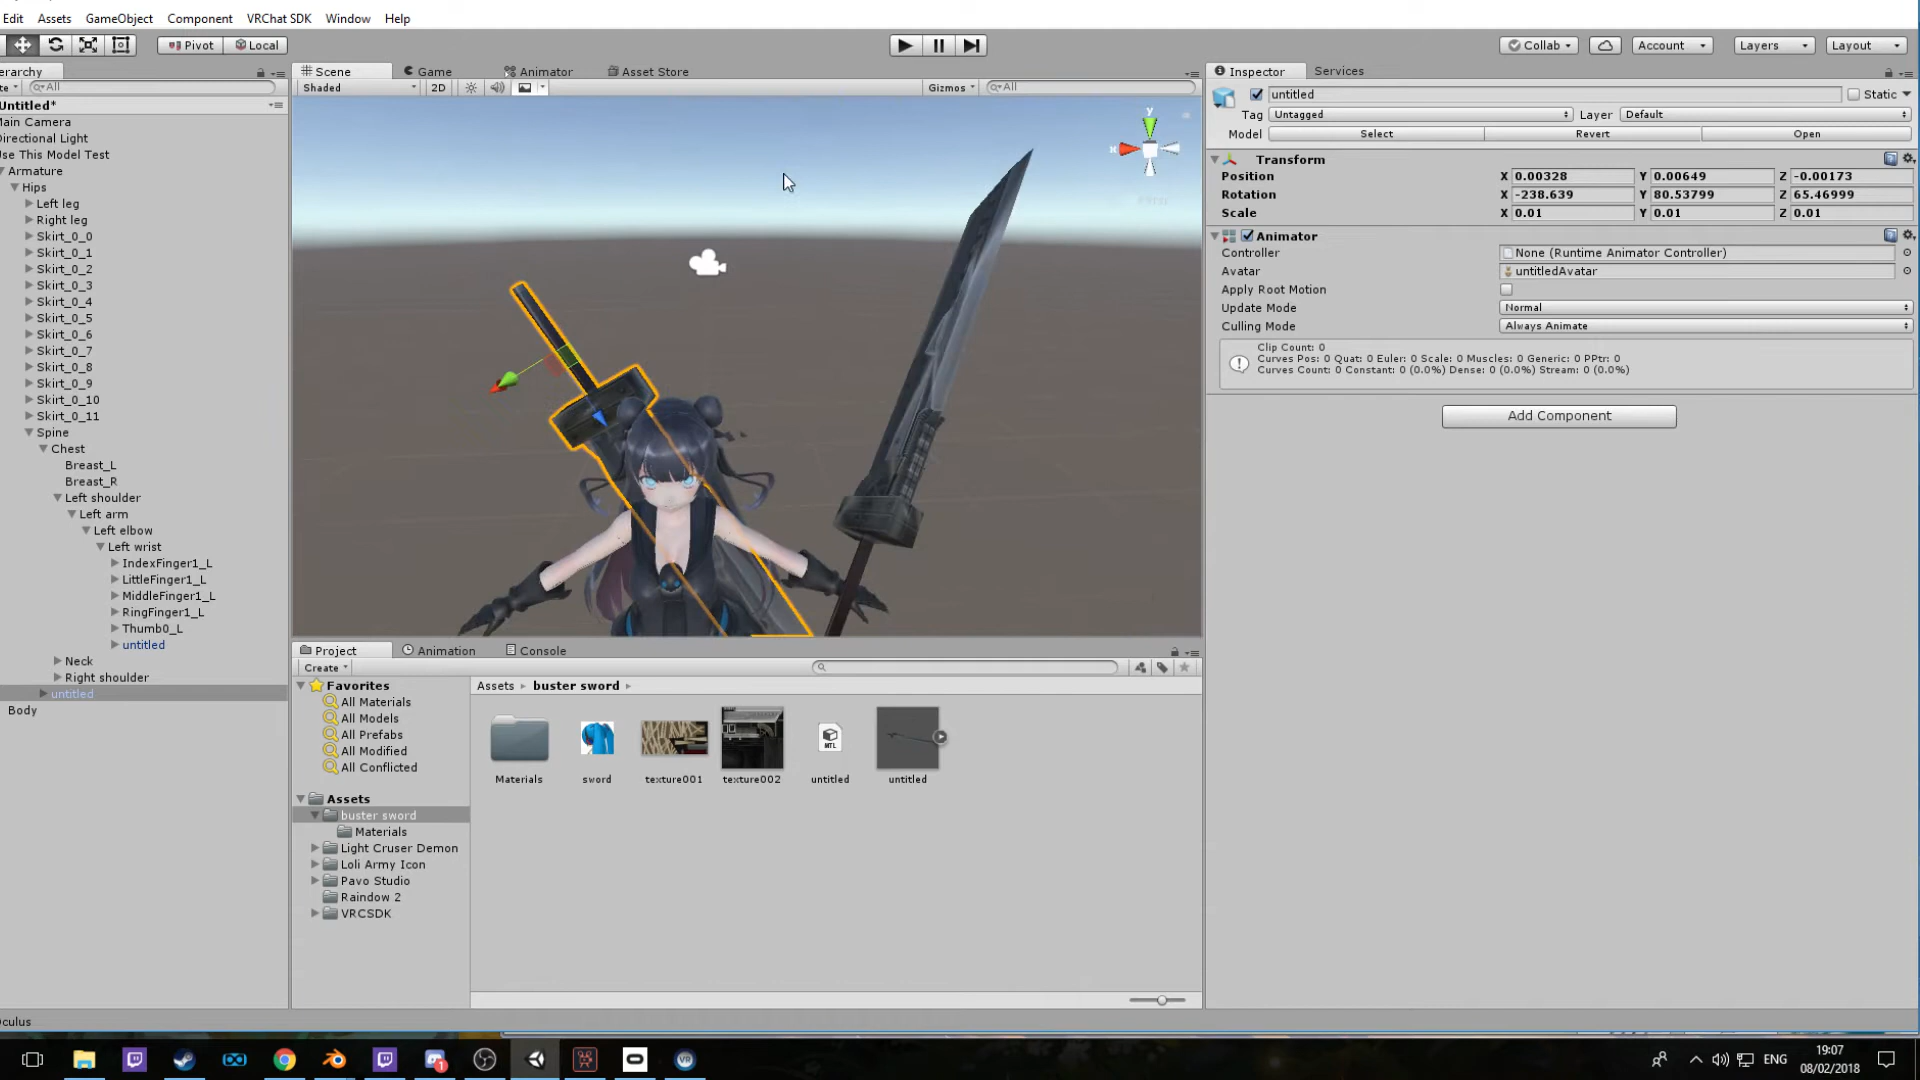 Edit Assets GameObject Component VRChat SDK Window Help
Pivot Local Collab Account Layers Layout
erarchy
te All
Untitled*
Main Camera
Directional Light
Use This Model Test
Armature
Hips
Left leg
Right leg
Skirt_0_0
Skirt_0_1
Skirt_0_2
Skirt_0_3
Skirt_0_4
Skirt_0_5
Skirt_0_6
Skirt_0_7
Skirt_0_8
Skirt_0_9
Skirt_0_10
Skirt_0_11
Spine
Chest
Breast_L
Breast_R
Left shoulder
Left arm
Left elbow
Left wrist
IndexFinger1_L
LittleFinger1_L
MiddleFinger1_L
RingFinger1_L
Thumb0_L
untitled
Neck
Right shoulder
untitled
Body
Scene Game Animator Asset Store
Shaded 2D Gizmos All
y
x
Project Animation Console
Create
Favorites
All Materials
All Models
All Prefabs
All Modified
All Conflicted
Assets
buster sword
Materials
Light Cruser Demon
Loli Army Icon
Pavo Studio
Raindow 2
VRCSDK
Assets buster sword
MTL
Materials sword texture001 texture002 untitled untitled
Inspector Services
untitled Static
Tag Untagged Layer Default
Model Select Revert Open
Transform
Position X 0.00328 Y 0.00649 Z -0.00173
Rotation X -238.639 Y 80.53799 Z 65.46999
Scale X 0.01 Y 0.01 Z 0.01
Animator
Controller None (Runtime Animator Controller)
Avatar untitledAvatar
Apply Root Motion
Update Mode Normal
Culling Mode Always Animate
Clip Count: 0
Curves Pos: 0 Quat: 0 Euler: 0 Scale: 0 Muscles: 0 Generic: 0 PPtr: 0
Curves Count: 0 Constant: 0 (0.0%) Dense: 0 (0.0%) Stream: 0 (0.0%)
Add Component
Oculus
ENG
19:07
08/02/2018